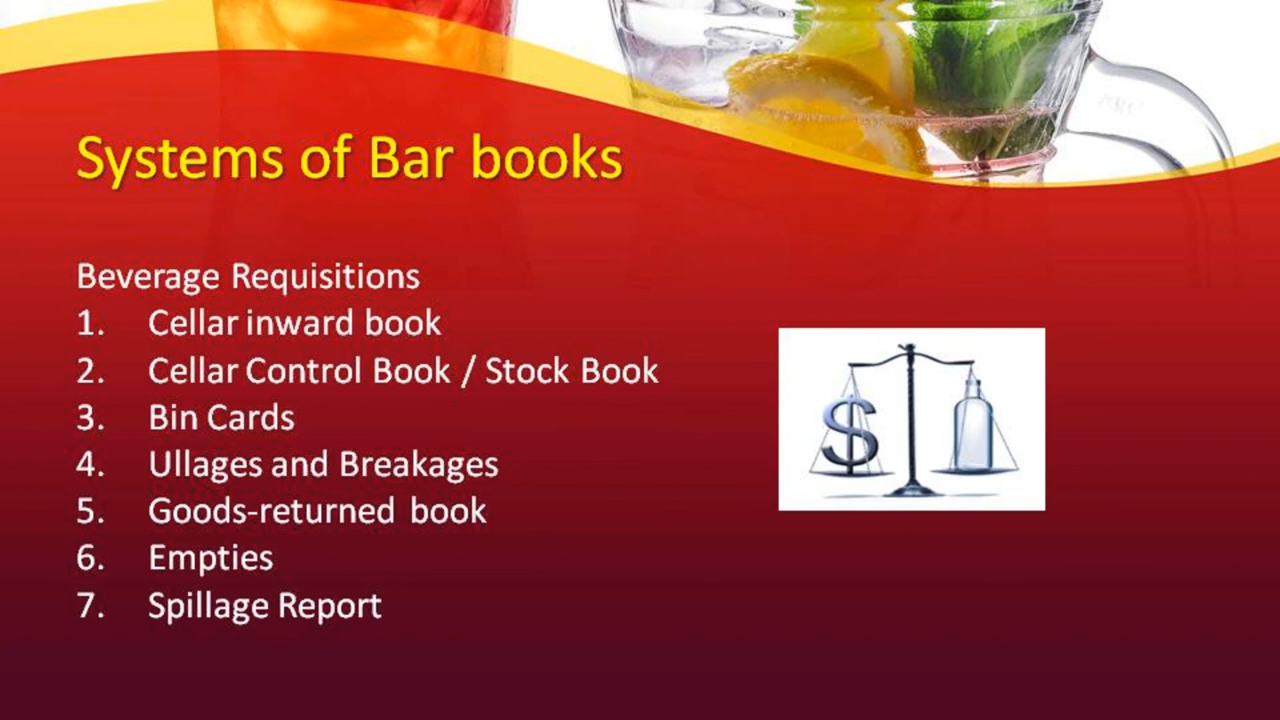 Systems of Bar books
Beverage Requisitions
1. Cellar inward book
2. Cellar Control Book / Stock Book
3. Bin Cards
4. Ullages and Breakages
5. Goods-returned book
6. Empties
7. Spillage Report
$